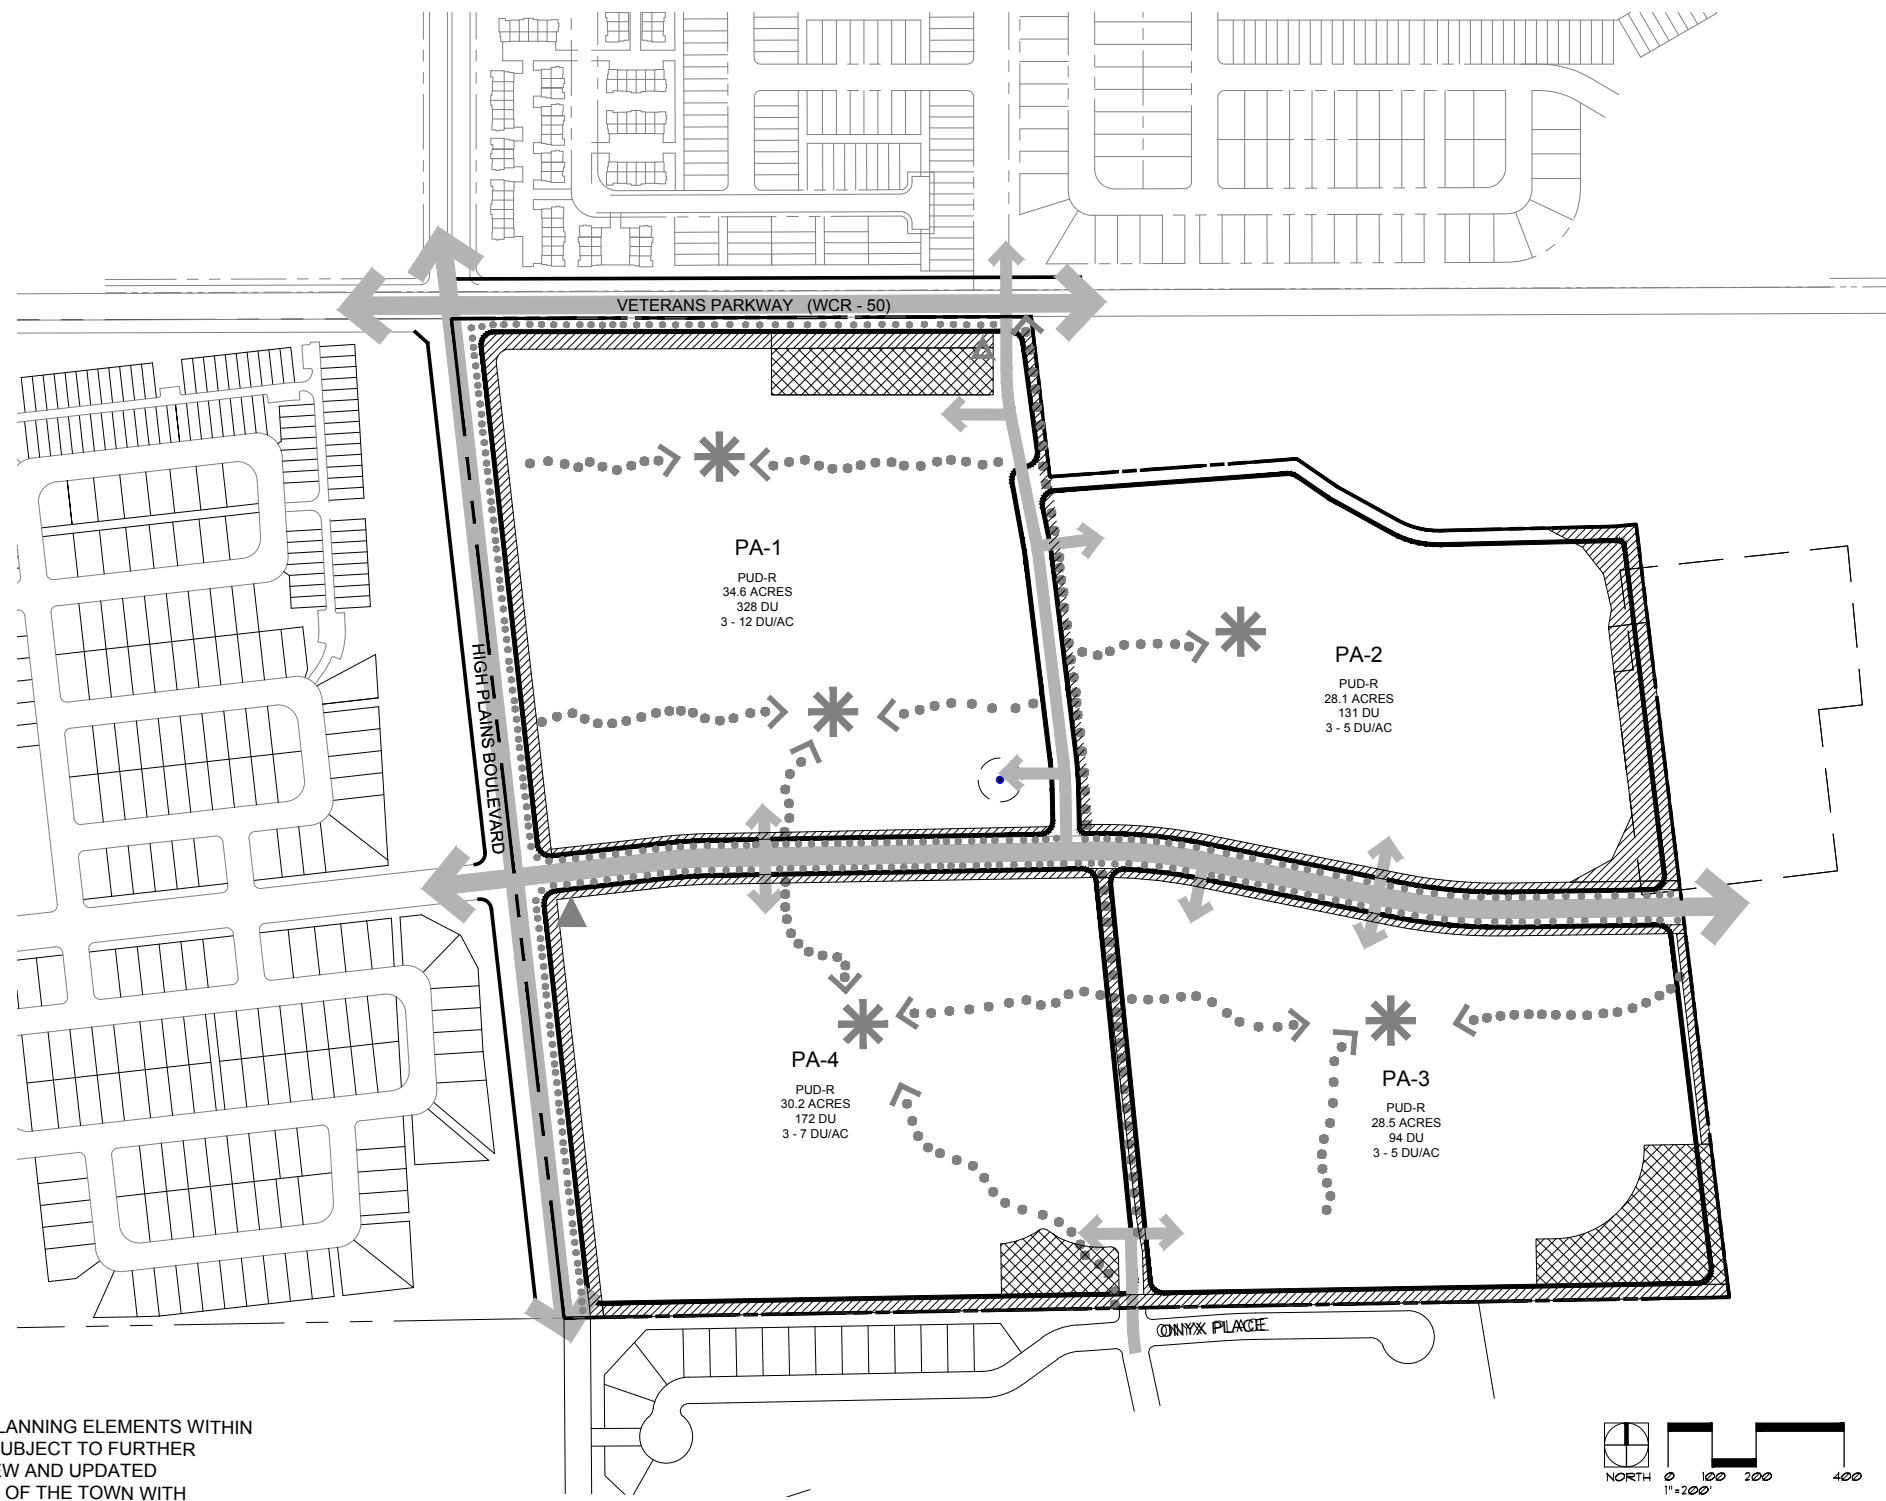 VETERANS PARKWAY (WCR - 50)
PA-1
PUD-R
34.6 ACRES
328 DU
3 - 12 DU/AC
HIGH PLAINS BOULEVARD
PA-2
PUD-R
28.1 ACRES
131 DU
3 - 5 DU/AC
PA-4
PUD-R
30.2 ACRES
172 DU
3 - 7 DU/AC
PA-3
PUD-R
28.5 ACRES
94 DU
3 - 5 DU/AC
ONYX PLACE
LANNING ELEMENTS WITHIN
UBJECT TO FURTHER
EW AND UPDATED
OF THE TOWN WITH
NORTH
0 100 200 400
1"=200'